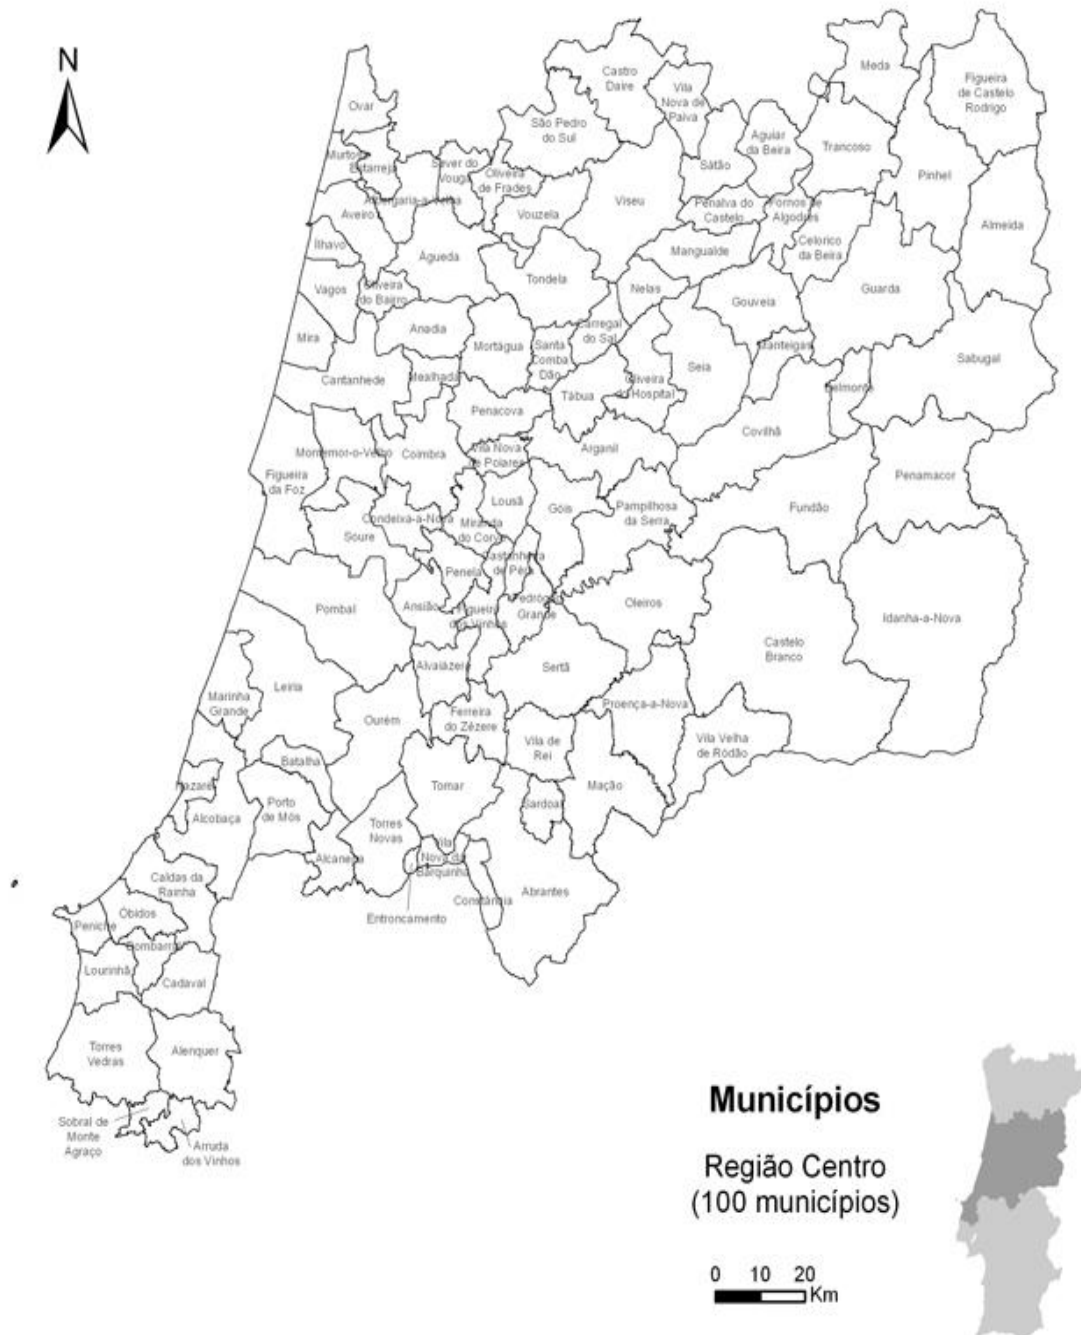 N
Castro
Daire
Meda
Figueira
de Castelo
Rodrigo
Vila
Nova de
Paiva
Ovar
São Pedro
do Sul
Aguiar
da Beira
Trancoso
Murtosa
Estarreja
Sever do
Vouga
Oliveira
de Frades
Sátão
Pinhel
Albergaria-a-Velha
Aveiro
Vouzela
Viseu
Penalva do
Castelo
Fornos de
Algodres
Almeida
Ílhavo
Águeda
Mangualde
Celorico
da Beira
Vagos
Oliveira
do Bairro
Tondela
Nelas
Gouveia
Guarda
Mira
Anadia
Mortágua
Santa
Comba
Dão
Carregal
do Sal
Manteigas
Sabugal
Cantanhede
Mealhada
Tábua
Oliveira
do Hospital
Seia
Belmonte
Penacova
Covilhã
Montemor-o-Velho
Coimbra
Vila Nova
de Poiares
Arganil
Figueira
da Foz
Penamacor
Lousã
Góis
Pampilhosa
da Serra
Fundão
Condeixa-a-Nova
Miranda
do Corvo
Soure
Castanheira
de Pêra
Penela
Pombal
Ansião
Figueiró
dos Vinhos
Pedrógão
Grande
Oleiros
Idanha-a-Nova
Castelo
Branco
Alvaiázere
Sertã
Leiria
Marinha
Grande
Ourém
Ferreira
do Zêzere
Proença-a-Nova
Vila de
Rei
Vila Velha
de Ródão
Batalha
Nazaré
Tomar
Mação
Sardoal
Alcobaça
Porto
de Mós
Torres
Novas
Alcanena
Vila
Nova da
Barquinha
Caldas da
Rainha
Constância
Abrantes
Entroncamento
Peniche
Óbidos
Bombarral
Lourinhã
Cadaval
Torres
Vedras
Alenquer
Sobral de
Monte
Agraço
Arruda
dos Vinhos
Municípios
Região Centro
(100 municípios)
0 10 20
Km